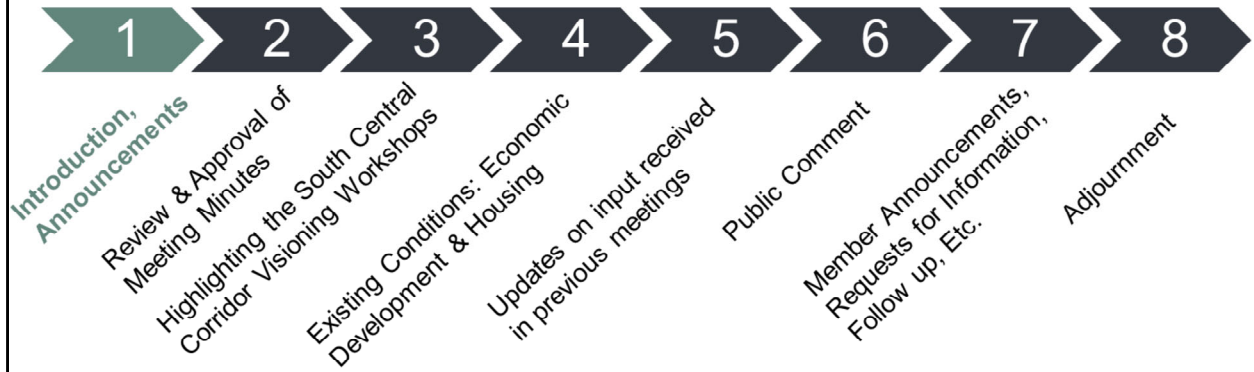 1
2
3
4
5
6
7
8
Introduction,
Announcements
Review & Approval of
Meeting Minutes
Highlighting the South Central
Corridor Visioning Workshops
Existing Conditions: Economic
Development & Housing
Updates on input received
in previous meetings
Public Comment
Member Announcements,
Requests for Information,
Follow up, Etc.
Adjournment